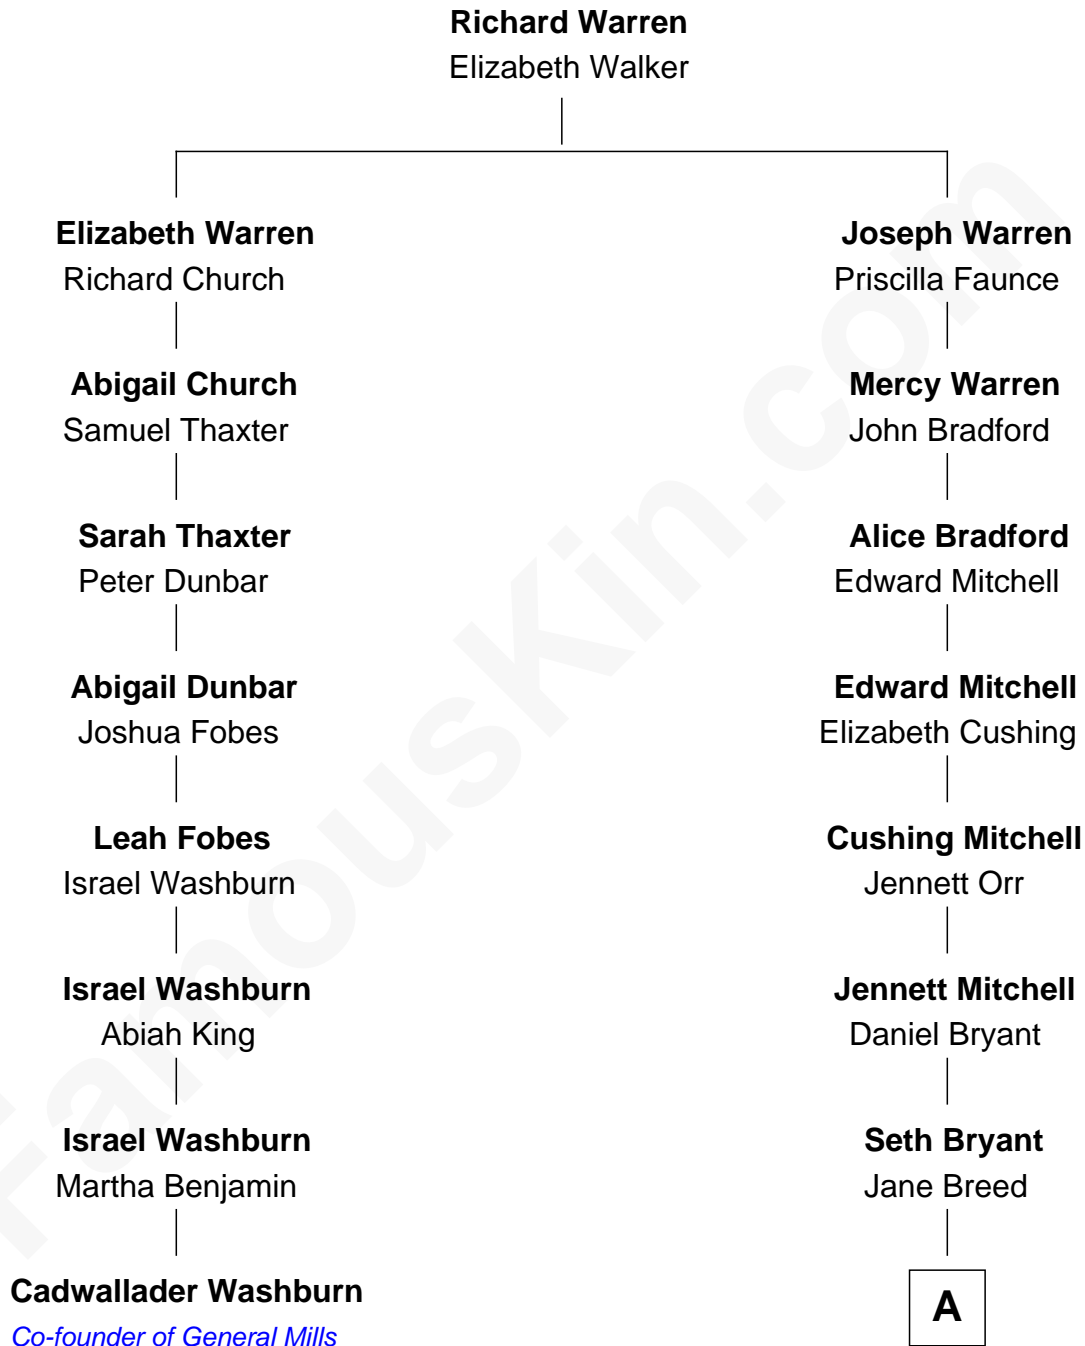 Richard Warren
Elizabeth Walker
Elizabeth Warren
Richard Church
Joseph Warren
Priscilla Faunce
Abigail Church
Samuel Thaxter
Mercy Warren
John Bradford
Sarah Thaxter
Peter Dunbar
Alice Bradford
Edward Mitchell
Abigail Dunbar
Joshua Fobes
Edward Mitchell
Elizabeth Cushing
Leah Fobes
Israel Washburn
Cushing Mitchell
Jennett Orr
Israel Washburn
Abiah King
Jennett Mitchell
Daniel Bryant
Israel Washburn
Martha Benjamin
Seth Bryant
Jane Breed
Cadwallader Washburn
Co-founder of General Mills
A
FamousKin.com